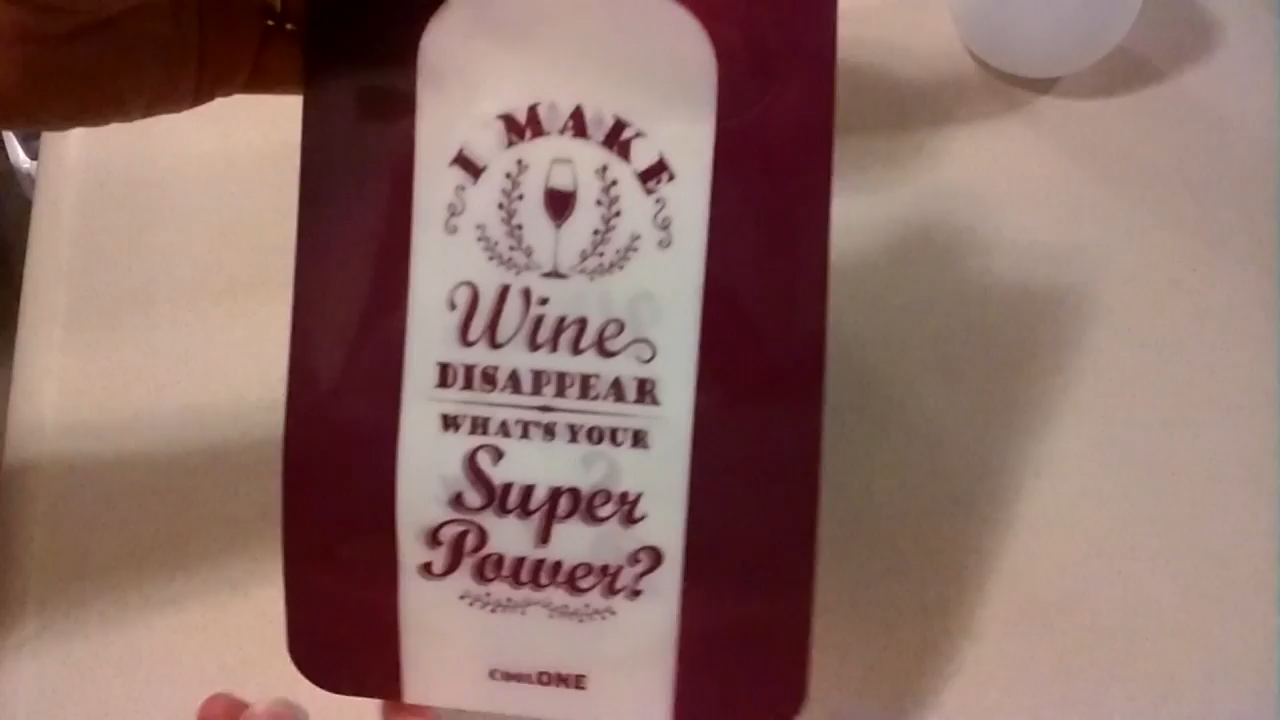 I MAKE
Wine
DISAPPEAR
WHAT'S YOUR
Super
Power?
COOLONE